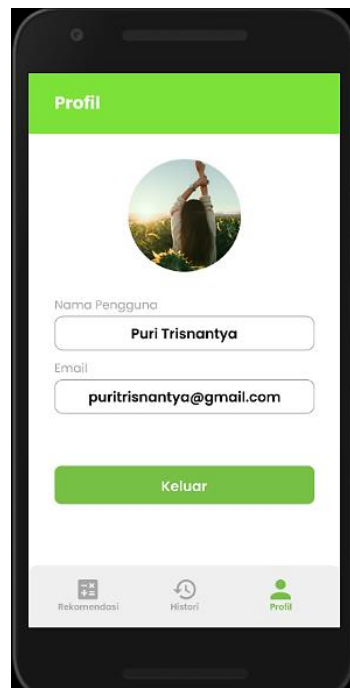 Profil
Nama Pengguna
Puri Trisnantya
Email
puritrisnantya@gmail.com
Keluar
Rekomendasi Histori Profil